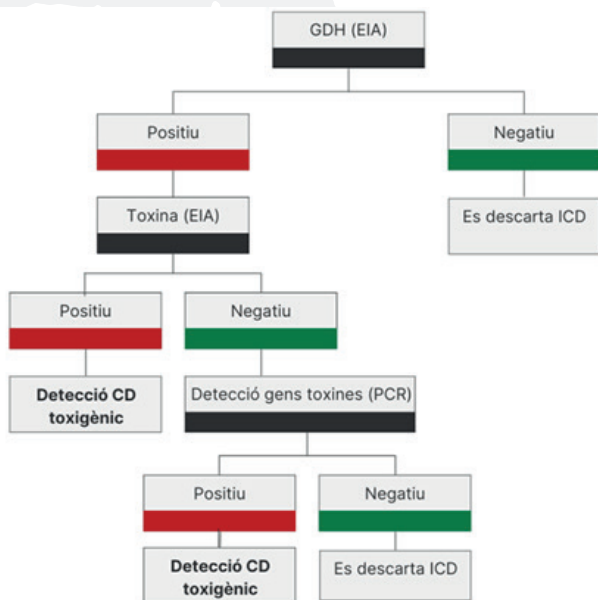 GDH (EIA)
Positiu
Negatiu
Toxina (EIA)
Es descarta ICD
Positiu
Negatiu
Detecció CD
toxigènic
Detecció gens toxines (PCR)
Positiu
Negatiu
Detecció CD
toxigènic
Es descarta ICD